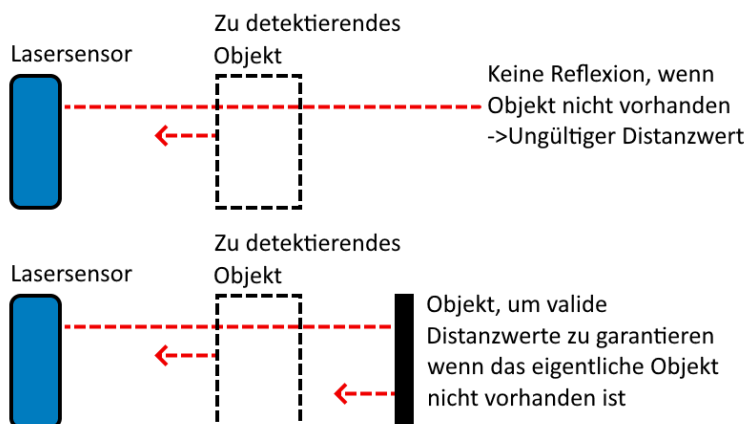 Zu detektierendes
Objekt
Lasersensor
Keine Reflexion, wenn
Objekt nicht vorhanden
->Ungültiger Distanzwert
Zu detektierendes
Objekt
Lasersensor
Objekt, um valide
Distanzwerte zu garantieren
wenn das eigentliche Objekt
nicht vorhanden ist